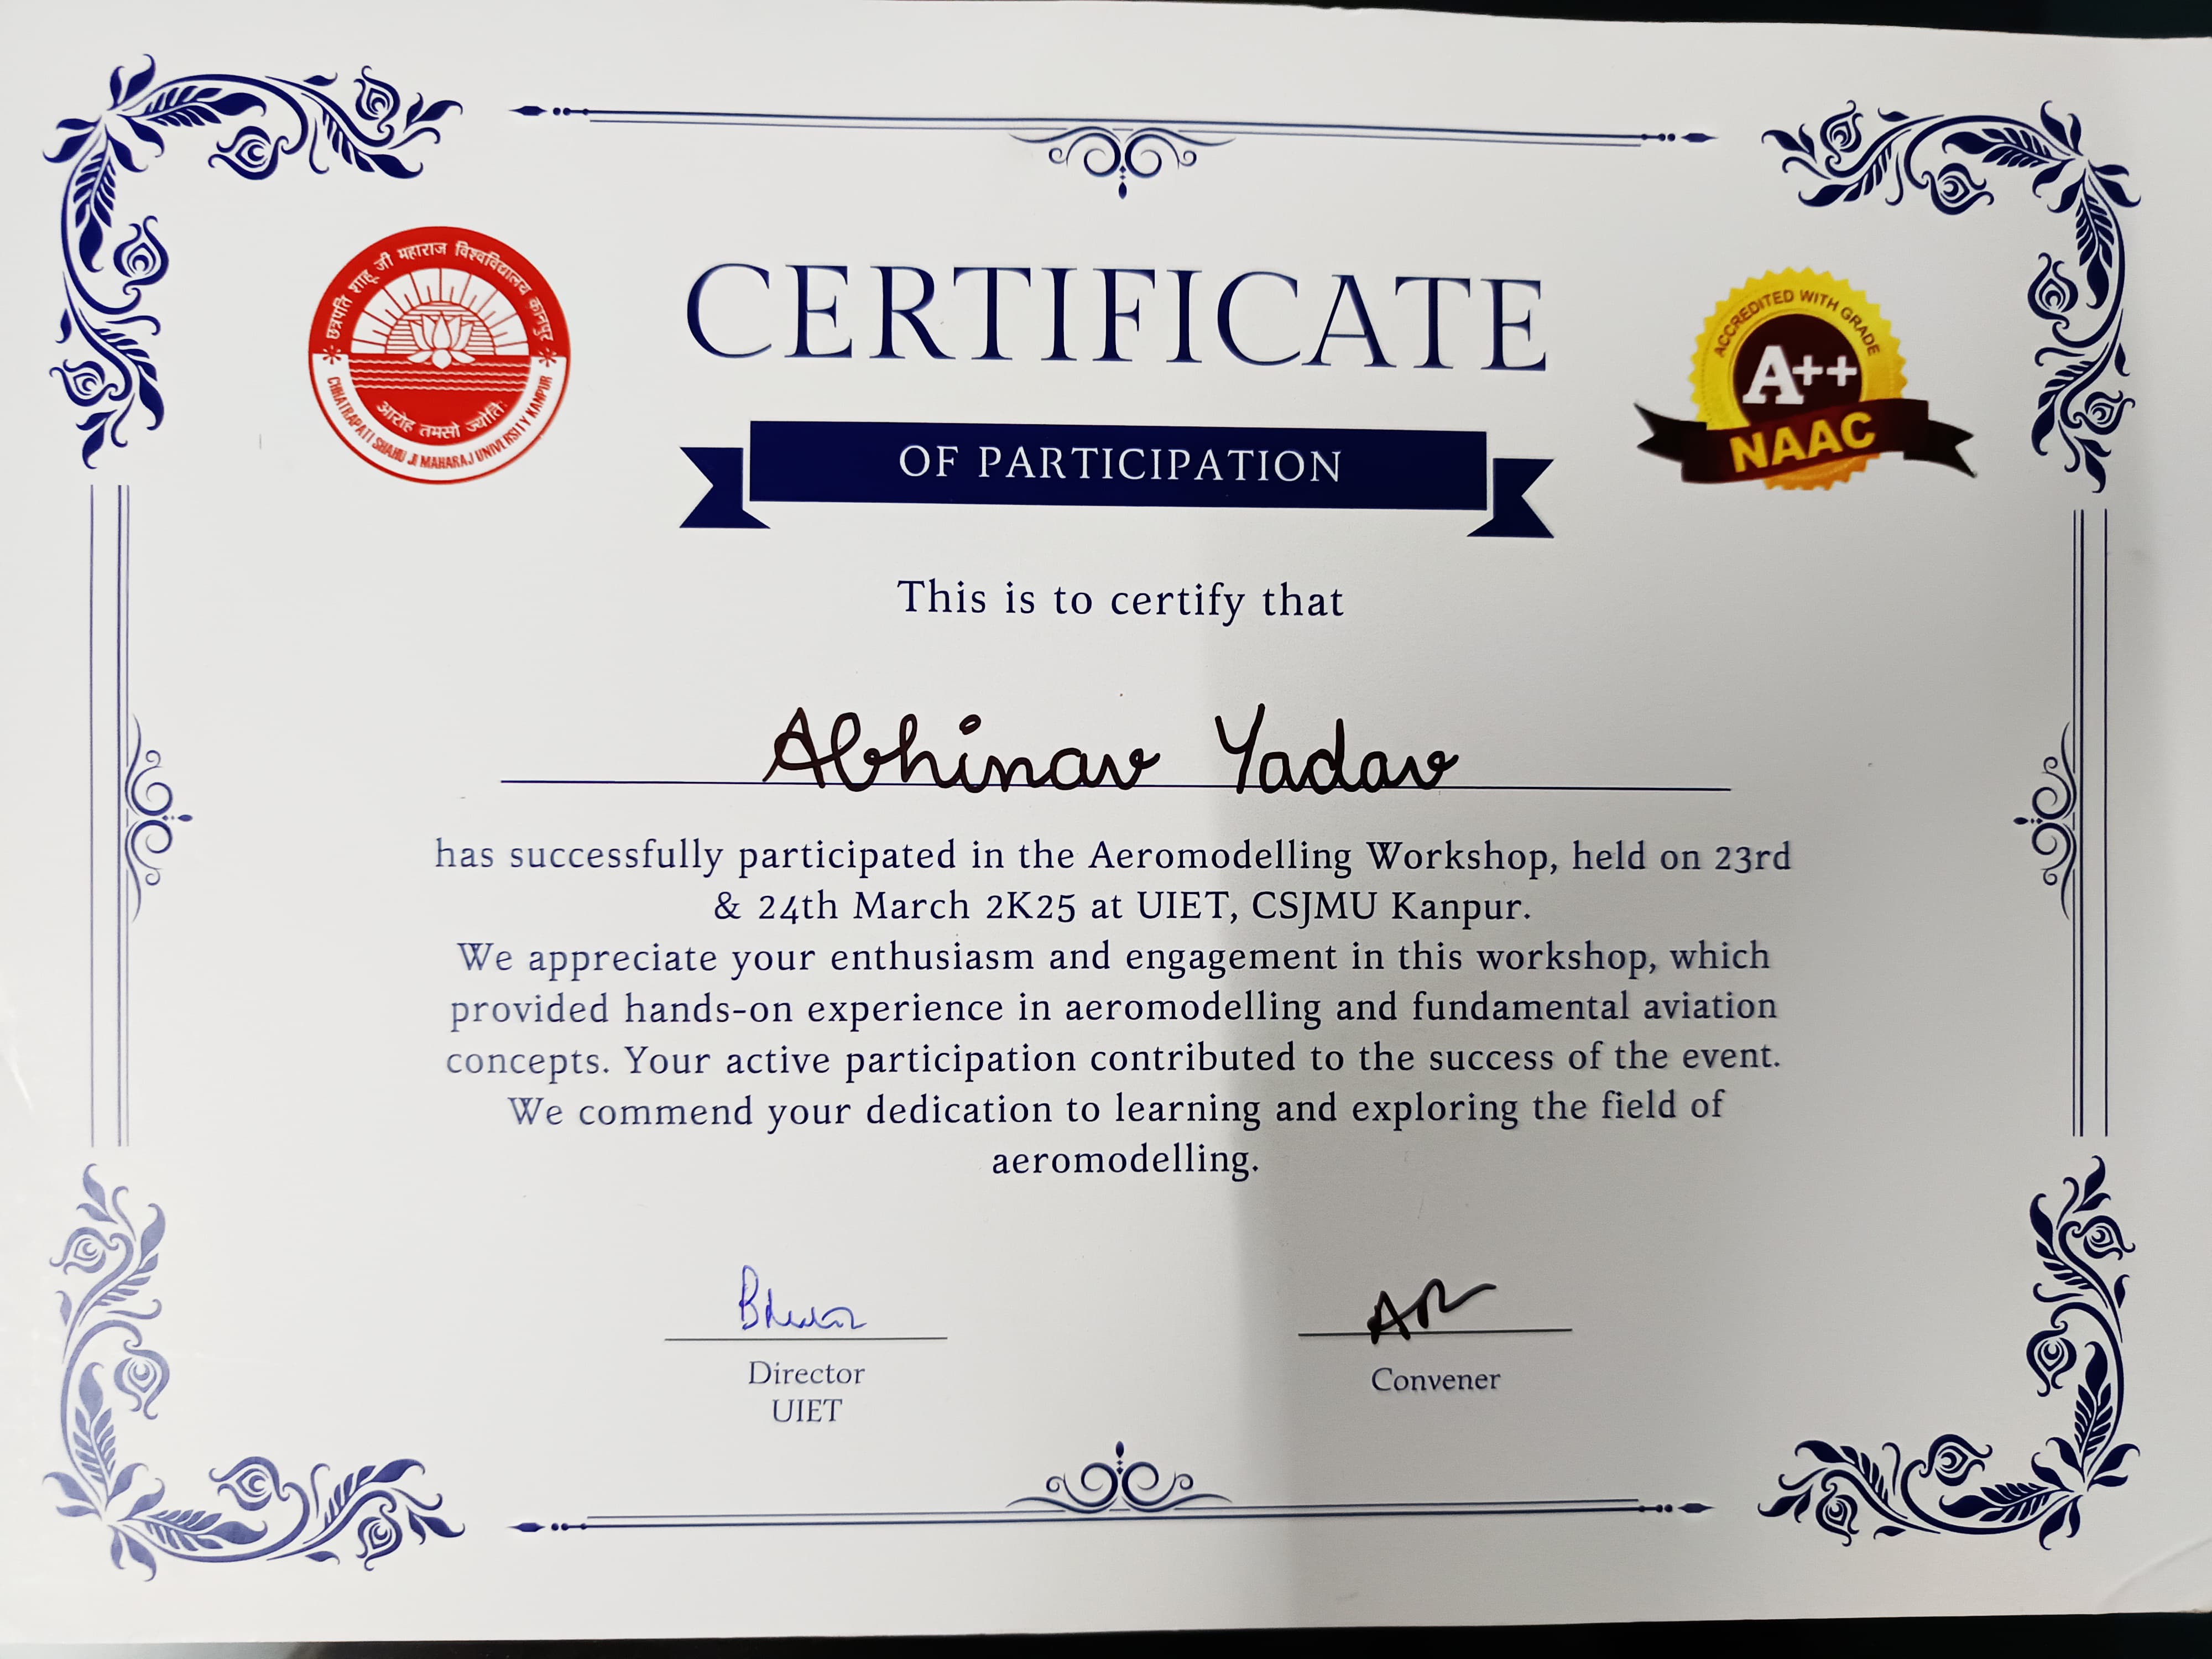 छत्रपति शाहू जी महाराज विश्वविद्यालय कानपुर
आरोह तमसो ज्योतिः
CHHATRAPATI SHAHU JI MAHARAJ UNIVERSITY KANPUR
CERTIFICATE
OF PARTICIPATION
ACCREDITED WITH GRADE
A++
NAAC
This is to certify that
Abhinav Yadav
has successfully participated in the Aeromodelling Workshop, held on 23rd
& 24th March 2K25 at UIET, CSJMU Kanpur.
We appreciate your enthusiasm and engagement in this workshop, which
provided hands-on experience in aeromodelling and fundamental aviation
concepts. Your active participation contributed to the success of the event.
We commend your dedication to learning and exploring the field of
aeromodelling.
Director
UIET
Convener